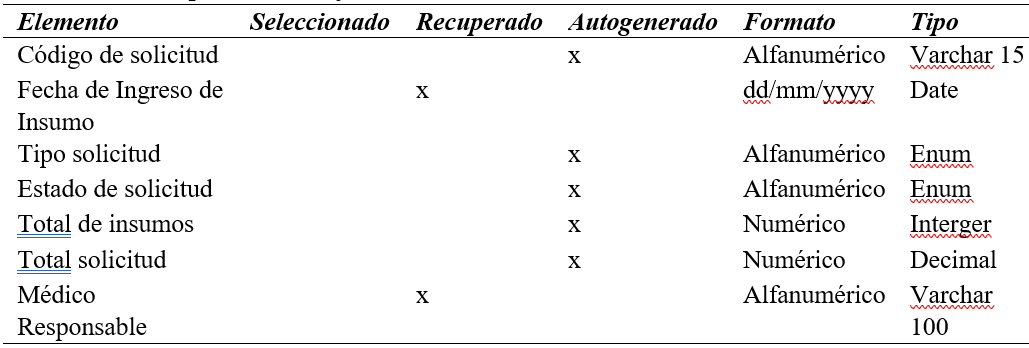 Elemento Seleccionado Recuperado Autogenerado Formato Tipo
Código de solicitud x Alfanumérico Varchar 15
Fecha de Ingreso de x dd/mm/yyyy Date
Insumo
Tipo solicitud x Alfanumérico Enum
Estado de solicitud x Alfanumérico Enum
Total de insumos x Numérico Interger
Total solicitud x Numérico Decimal
Médico x Alfanumérico Varchar
Responsable 100